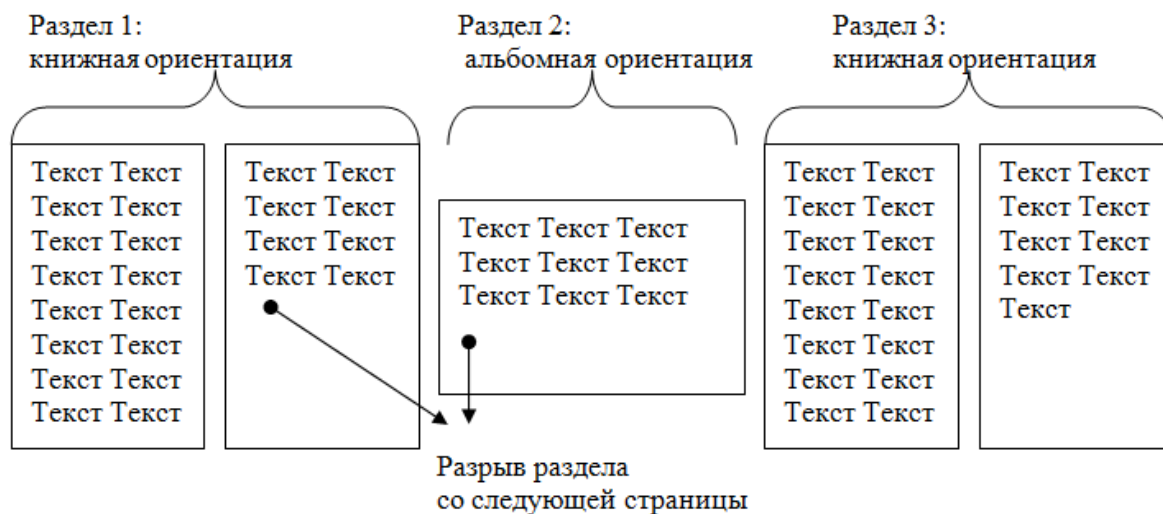 Раздел 1:
книжная ориентация
Раздел 2:
альбомная ориентация
Раздел 3:
книжная ориентация
Текст Текст
Текст Текст
Текст Текст
Текст Текст
Текст Текст
Текст Текст
Текст Текст
Текст Текст
Текст Текст
Текст Текст
Текст Текст
Текст Текст
Текст Текст Текст
Текст Текст Текст
Текст Текст Текст
Текст Текст
Текст Текст
Текст Текст
Текст Текст
Текст Текст
Текст Текст
Текст Текст
Текст Текст
Текст Текст
Текст Текст
Текст Текст
Текст Текст
Текст
Разрыв раздела
со следующей страницы